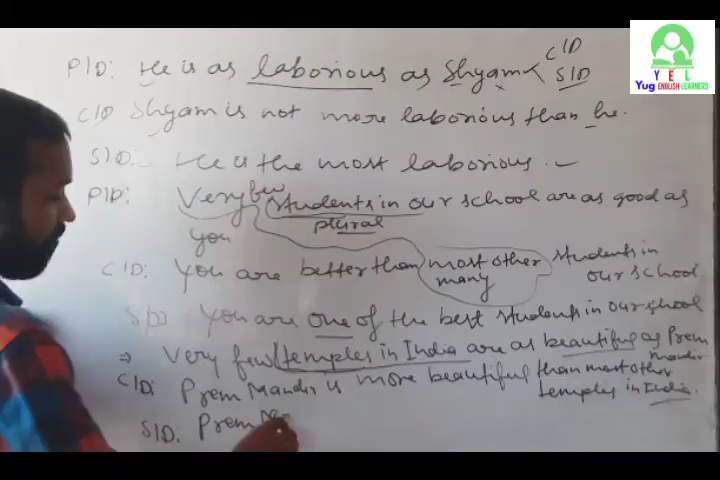 C/D
P/D: He is as laborious as Shyam < S/D
C/D Shyam is not more laborious than he.
S/D:- He is the most laborious.
P/D: Very few students in our school are as good as
you plural
C/D: You are better than most other students in
many our school
S/D You are one of the best students in our school
⇒ Very few temples in India are as beautiful as Prem
mandir
C/D: Prem Mandir is more beautiful than most other
temples in India.
S/D. Prem
Y E L
Yug ENGLISH LEARNERS